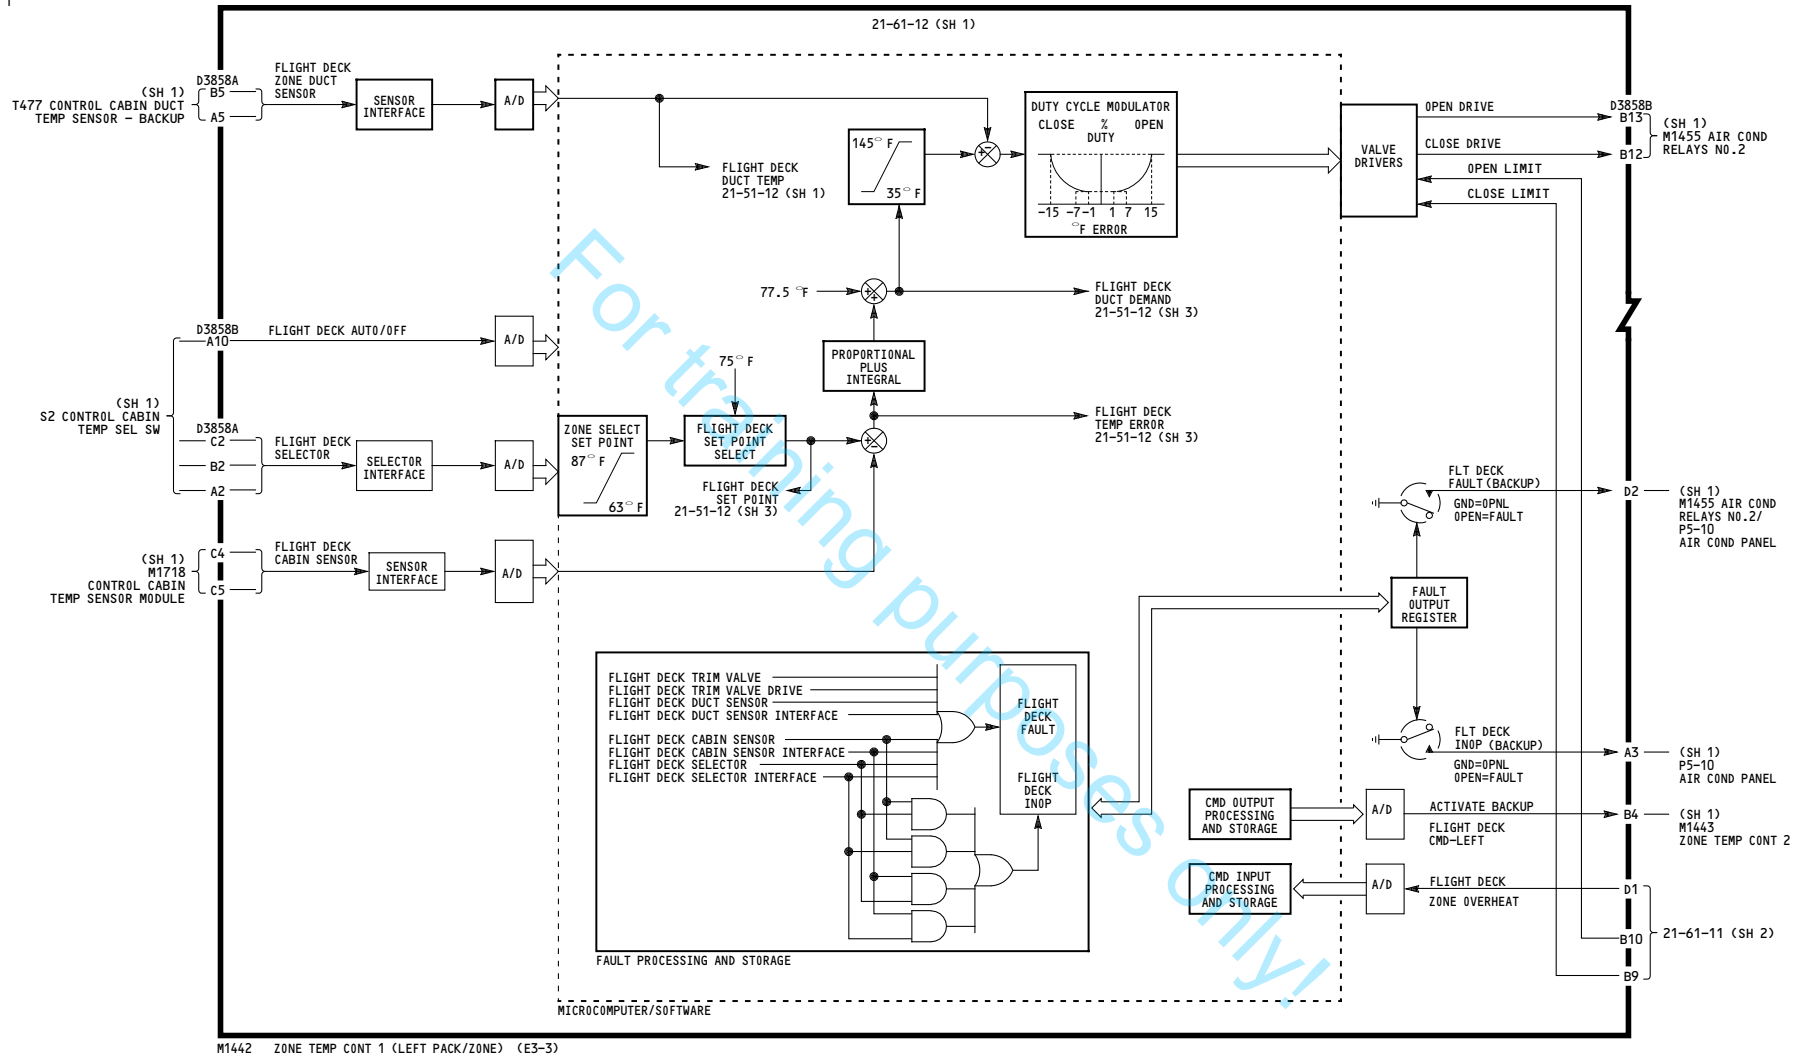 21-61-12 (SH 1)
D3858A
(SH 1)
T477 CONTROL CABIN DUCT
TEMP SENSOR - BACKUP
B5
A5
FLIGHT DECK
ZONE DUCT
SENSOR
SENSOR
INTERFACE
A/D
FLIGHT DECK
DUCT TEMP
21-51-12 (SH 1)
145° F
35° F
+ -
DUTY CYCLE MODULATOR
CLOSE % OPEN
DUTY
-15 -7 -1 1 7 15
°F ERROR
VALVE
DRIVERS
OPEN DRIVE
CLOSE DRIVE
OPEN LIMIT
CLOSE LIMIT
D3858B
B13
B12
(SH 1)
M1455 AIR COND
RELAYS NO.2
77.5 °F
+
+
FLIGHT DECK
DUCT DEMAND
21-51-12 (SH 3)
D3858B
A10
FLIGHT DECK AUTO/OFF
A/D
PROPORTIONAL
PLUS
INTEGRAL
75° F
(SH 1)
S2 CONTROL CABIN
TEMP SEL SW
D3858A
C2
B2
A2
FLIGHT DECK
SELECTOR
SELECTOR
INTERFACE
A/D
ZONE SELECT
SET POINT
87° F
63° F
FLIGHT DECK
SET POINT
SELECT
+ -
FLIGHT DECK
TEMP ERROR
21-51-12 (SH 3)
FLIGHT DECK
SET POINT
21-51-12 (SH 3)
FLT DECK
FAULT (BACKUP)
GND=OPNL
OPEN=FAULT
D2
(SH 1)
M1455 AIR COND
RELAYS NO.2/
P5-10
AIR COND PANEL
(SH 1)
M1718
CONTROL CABIN
TEMP SENSOR MODULE
C4
C5
FLIGHT DECK
CABIN SENSOR
SENSOR
INTERFACE
A/D
FAULT
OUTPUT
REGISTER
FLIGHT DECK TRIM VALVE
FLIGHT DECK TRIM VALVE DRIVE
FLIGHT DECK DUCT SENSOR
FLIGHT DECK DUCT SENSOR INTERFACE
FLIGHT DECK CABIN SENSOR
FLIGHT DECK CABIN SENSOR INTERFACE
FLIGHT DECK SELECTOR
FLIGHT DECK SELECTOR INTERFACE
FLIGHT
DECK
FAULT
FLIGHT
DECK
INOP
FLT DECK
INOP (BACKUP)
GND=OPNL
OPEN=FAULT
A3
(SH 1)
P5-10
AIR COND PANEL
CMD OUTPUT
PROCESSING
AND STORAGE
A/D
ACTIVATE BACKUP
FLIGHT DECK
CMD-LEFT
B4
(SH 1)
M1443
ZONE TEMP CONT 2
CMD INPUT
PROCESSING
AND STORAGE
A/D
FLIGHT DECK
ZONE OVERHEAT
D1
B10
B9
21-61-11 (SH 2)
FAULT PROCESSING AND STORAGE
MICROCOMPUTER/SOFTWARE
M1442 ZONE TEMP CONT 1 (LEFT PACK/ZONE) (E3-3)
For training purposes only!